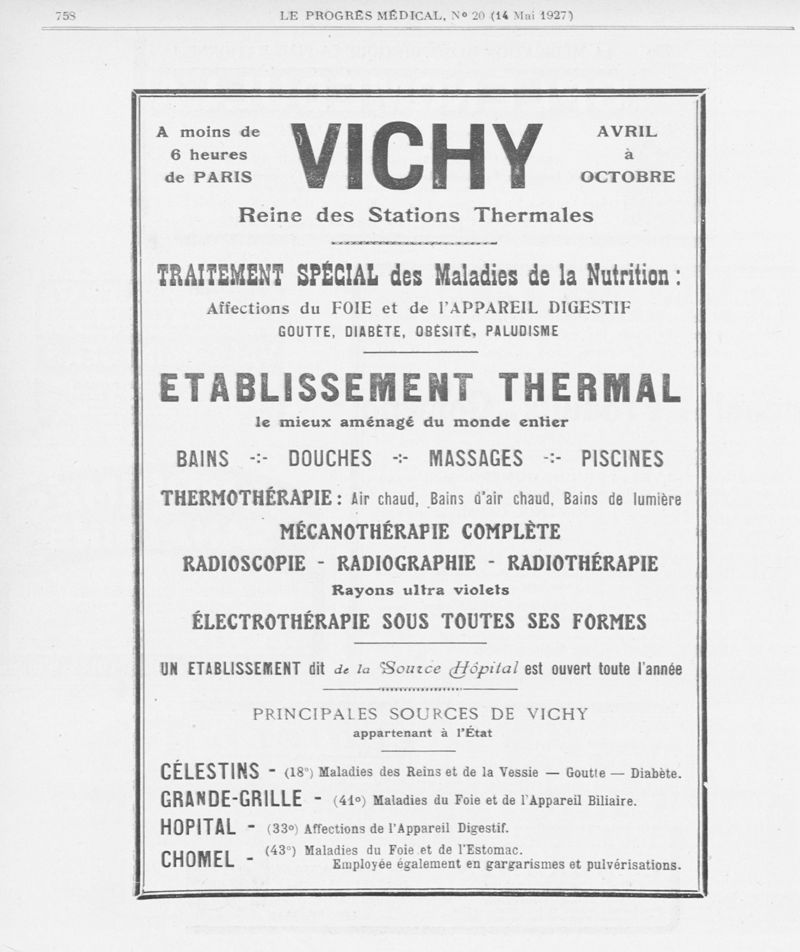 758
LE PROGRÈS MÉDICAL, No 20 (14 Mai 1927)
A moins de
6 heures
de PARIS
VICHY
AVRIL
à
OCTOBRE
Reine des Stations Thermales
TRAITEMENT SPÉCIAL des Maladies de la Nutrition :
Affections du FOIE et de l'APPAREIL DIGESTIF
GOUTTE, DIABÈTE, OBÉSITÉ, PALUDISME
ETABLISSEMENT THERMAL
le mieux aménagé du monde entier
BAINS -:- DOUCHES -:- MASSAGES -:- PISCINES
THERMOTHÉRAPIE : Air chaud, Bains d'air chaud, Bains de lumière
MÉCANOTHÉRAPIE COMPLÈTE
RADIOSCOPIE - RADIOGRAPHIE - RADIOTHÉRAPIE
Rayons ultra violets
ÉLECTROTHÉRAPIE SOUS TOUTES SES FORMES
UN ETABLISSEMENT dit de la Source Hôpital est ouvert toute l'année
PRINCIPALES SOURCES DE VICHY
appartenant à l'État
CÉLESTINS - (18°) Maladies des Reins et de la Vessie — Goutte — Diabète.
GRANDE-GRILLE - (41o) Maladies du Foie et de l'Appareil Biliaire.
HOPITAL - (33o) Affections de l'Appareil Digestif.
CHOMEL - (43°) Maladies du Foie et de l'Estomac.
Employée également en gargarismes et pulvérisations.